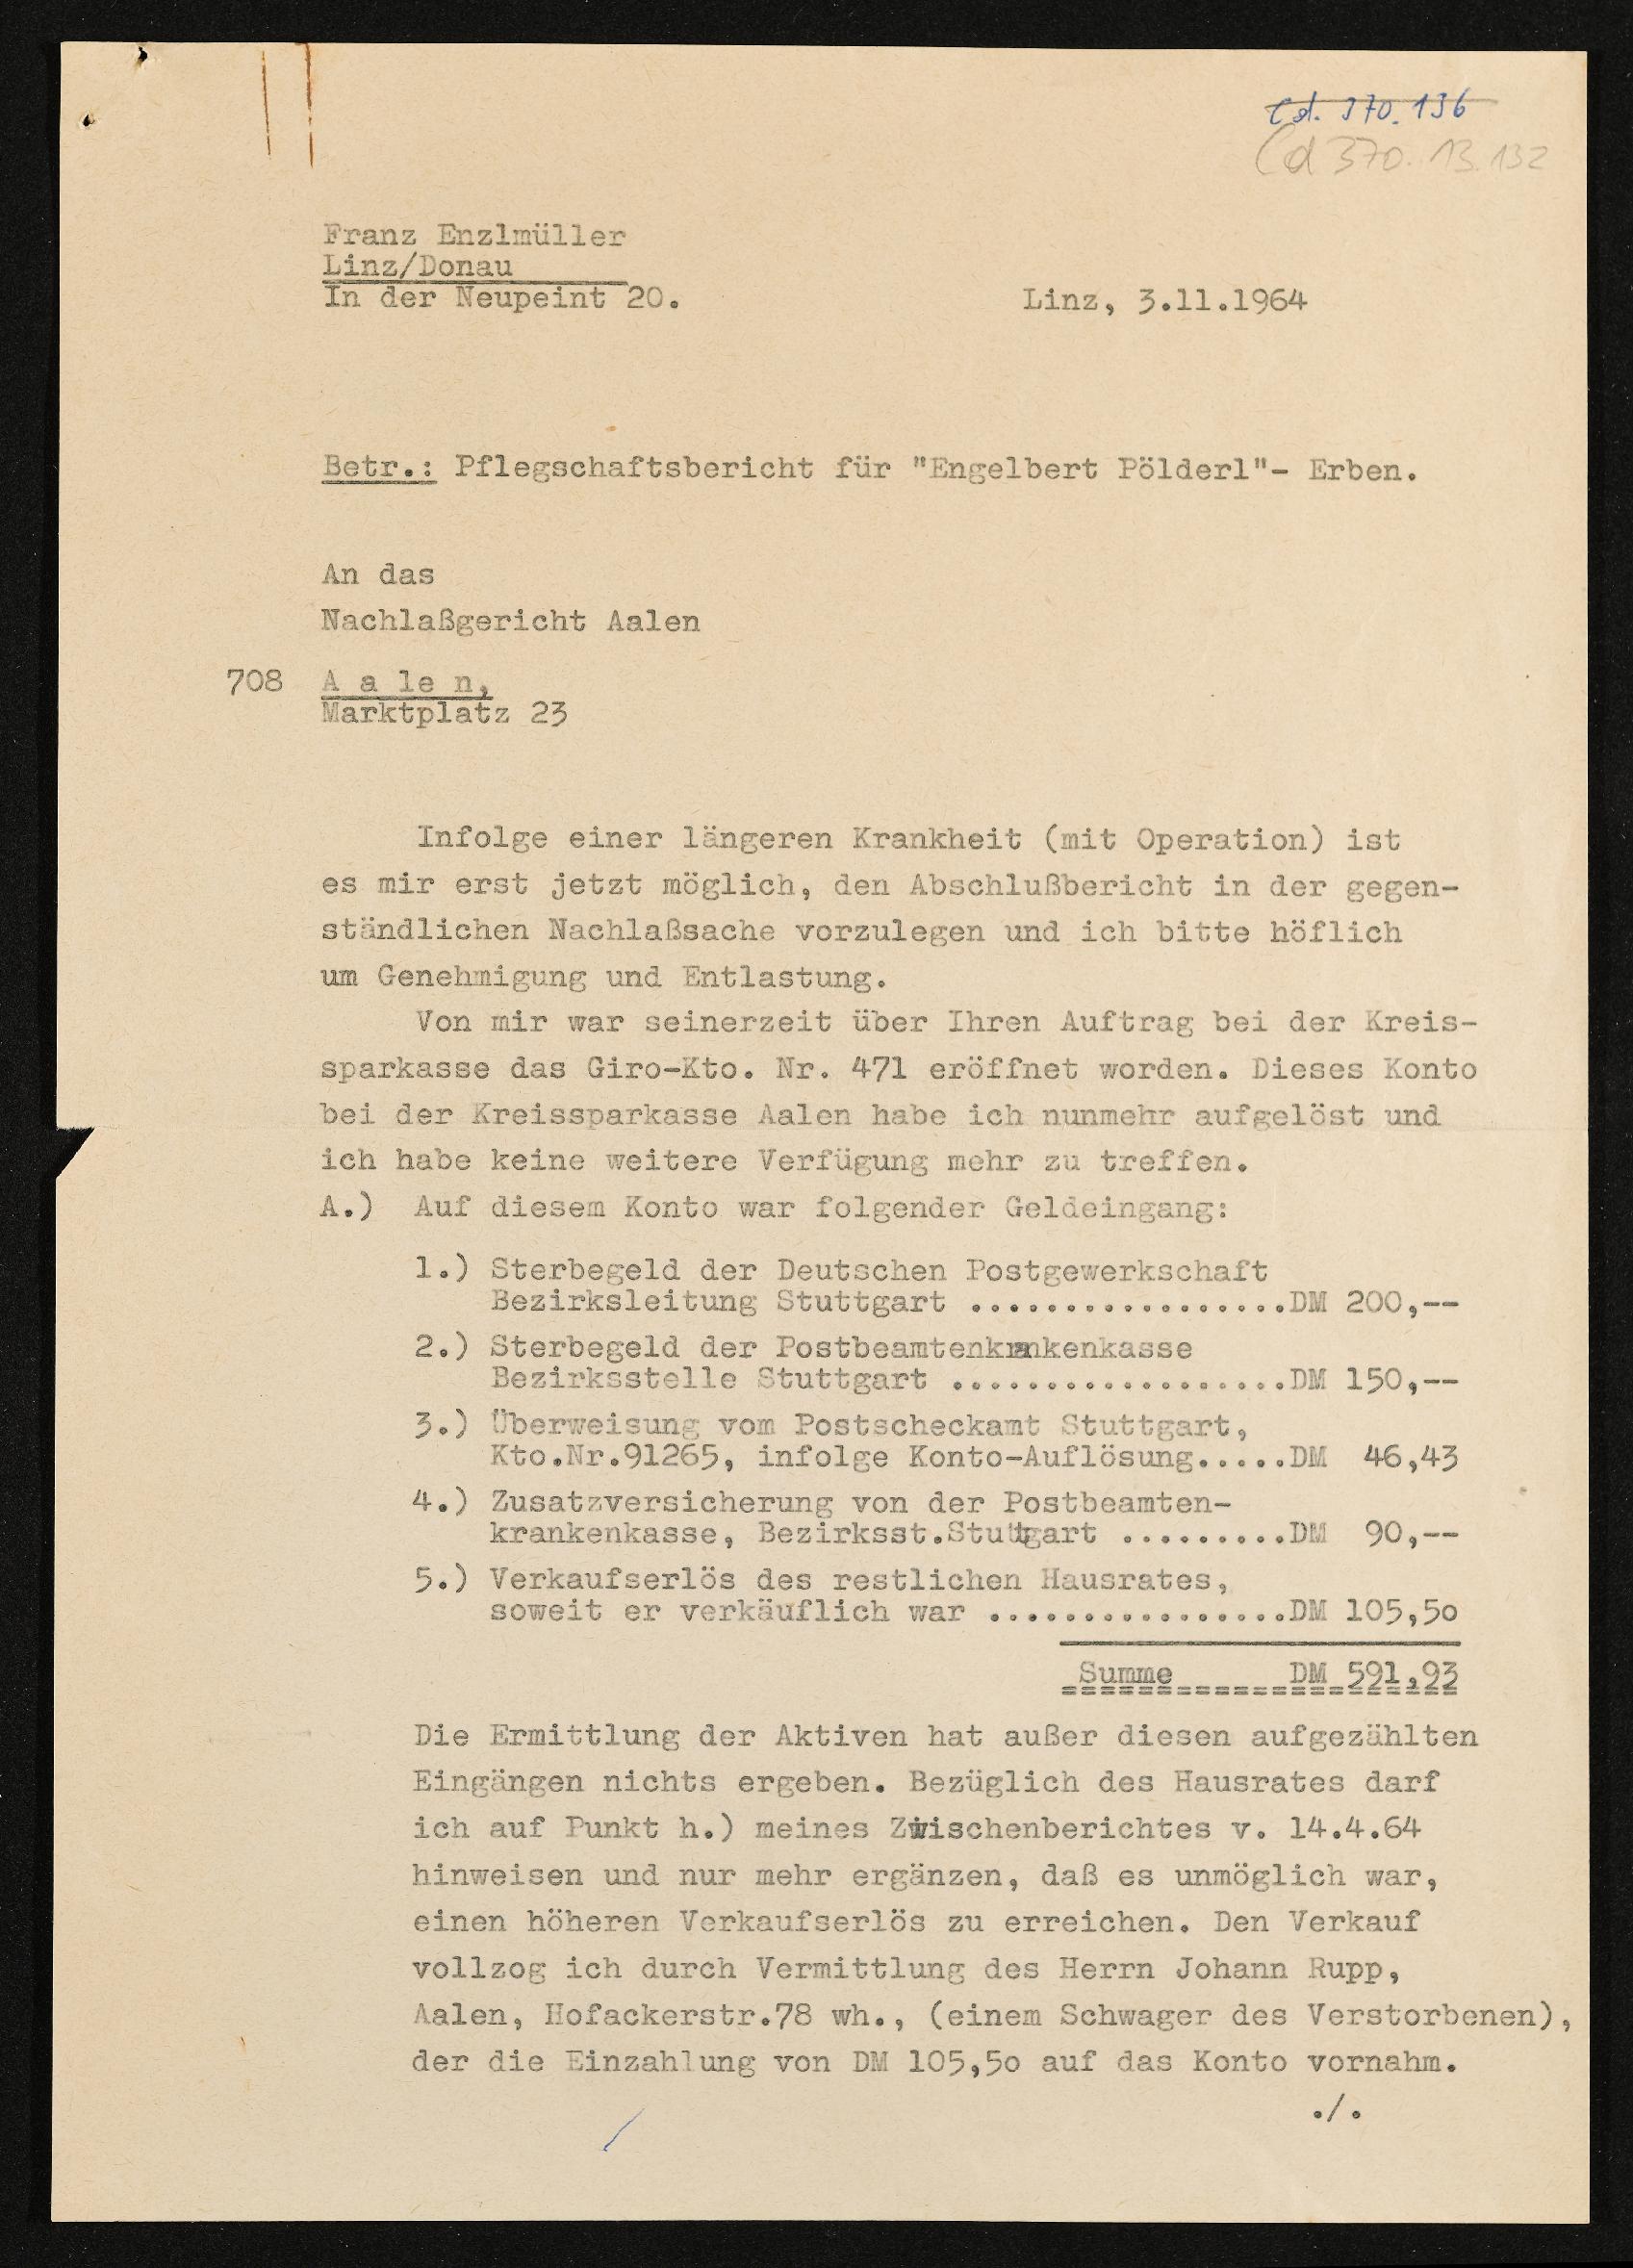 Cd. 370. 136
Cd 370. 13. 132
Franz Enzlmüller
Linz/Donau
In der Neupeint 20.
Linz, 3.11.1964
Betr.: Pflegschaftsbericht für "Engelbert Pölderl"- Erben.
An das
Nachlaßgericht Aalen
708 A a le n,
Marktplatz 23
Infolge einer längeren Krankheit (mit Operation) ist
es mir erst jetzt möglich, den Abschlußbericht in der gegen-
ständlichen Nachlaßsache vorzulegen und ich bitte höflich
um Genehmigung und Entlastung.
Von mir war seinerzeit über Ihren Auftrag bei der Kreis-
sparkasse das Giro-Kto. Nr. 471 eröffnet worden. Dieses Konto
bei der Kreissparkasse Aalen habe ich nunmehr aufgelöst und
ich habe keine weitere Verfügung mehr zu treffen.
A.) Auf diesem Konto war folgender Geldeingang:
1.) Sterbegeld der Deutschen Postgewerkschaft
Bezirksleitung Stuttgart .................DM 200,--
2.) Sterbegeld der Postbeamtenkrankenkasse
Bezirksstelle Stuttgart ..................DM 150,--
3.) Überweisung vom Postscheckamt Stuttgart,
Kto.Nr.91265, infolge Konto-Auflösung.....DM 46,43
4.) Zusatzversicherung von der Postbeamten-
krankenkasse, Bezirksst.Stuttgart .........DM 90,--
5.) Verkaufserlös des restlichen Hausrates,
soweit er verkäuflich war ................DM 105,5o
Summe DM 591,93
Die Ermittlung der Aktiven hat außer diesen aufgezählten
Eingängen nichts ergeben. Bezüglich des Hausrates darf
ich auf Punkt h.) meines Zwischenberichtes v. 14.4.64
hinweisen und nur mehr ergänzen, daß es unmöglich war,
einen höheren Verkaufserlös zu erreichen. Den Verkauf
vollzog ich durch Vermittlung des Herrn Johann Rupp,
Aalen, Hofackerstr.78 wh., (einem Schwager des Verstorbenen),
der die Einzahlung von DM 105,5o auf das Konto vornahm.
./.